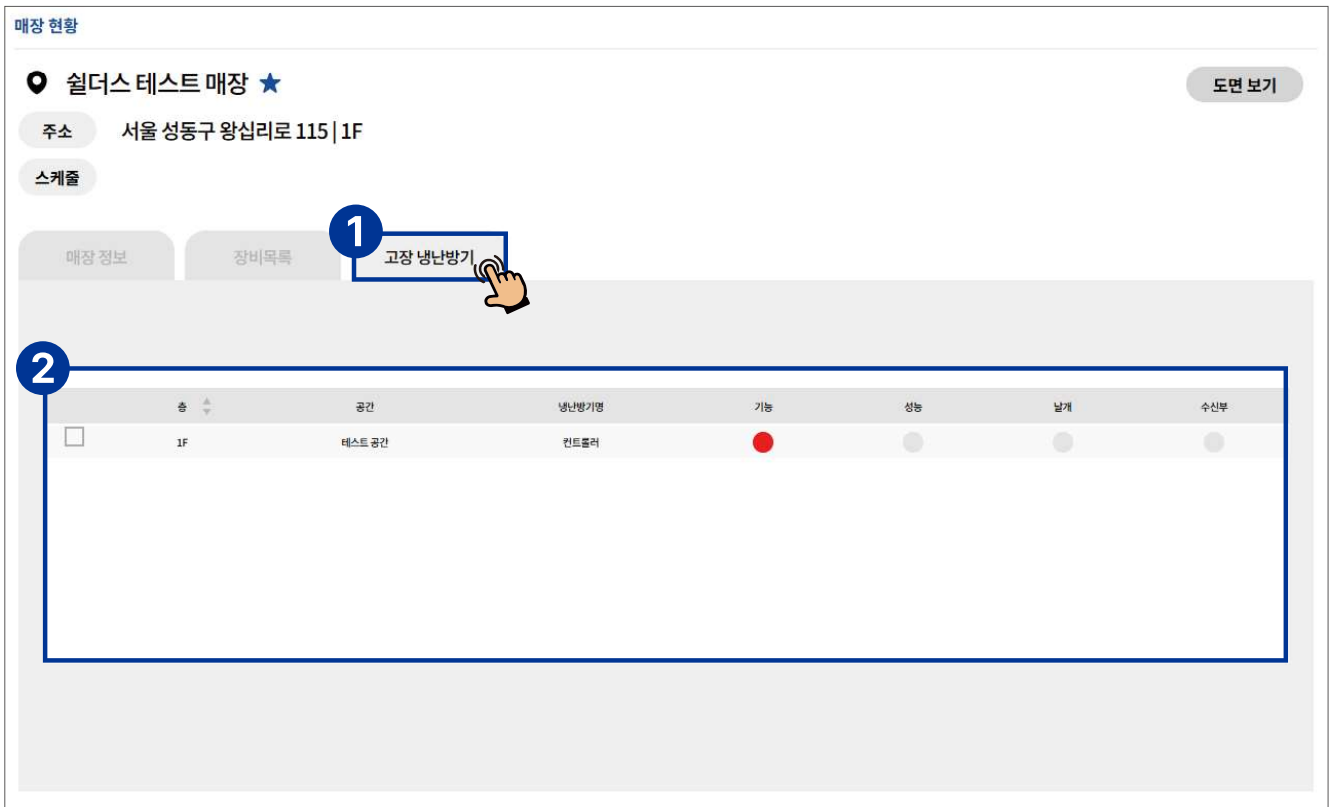 매장 현황
쉴더스 테스트 매장
도면 보기
주소 서울 성동구 왕십리로 115 | 1F
스케줄
매장 정보 장비목록 1 고장 냉난방기
2
층 공간 냉난방기명 기능 성능 날개 수신부
1F 테스트 공간 컨트롤러